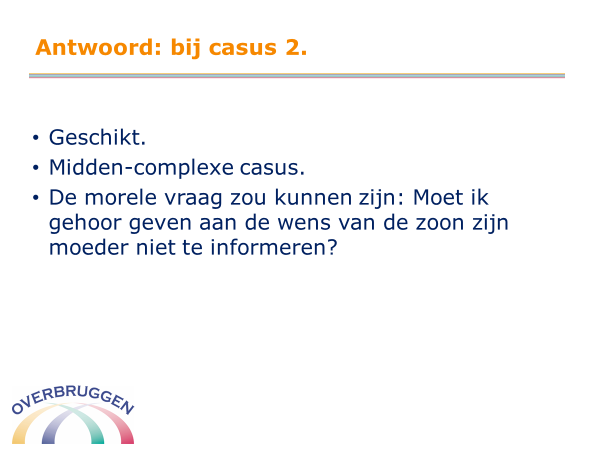 Antwoord: bij casus 2.
• Geschikt.
• Midden-complexe casus.
• De morele vraag zou kunnen zijn: Moet ik
gehoor geven aan de wens van de zoon zijn
moeder niet te informeren?
OVERBRUGGEN